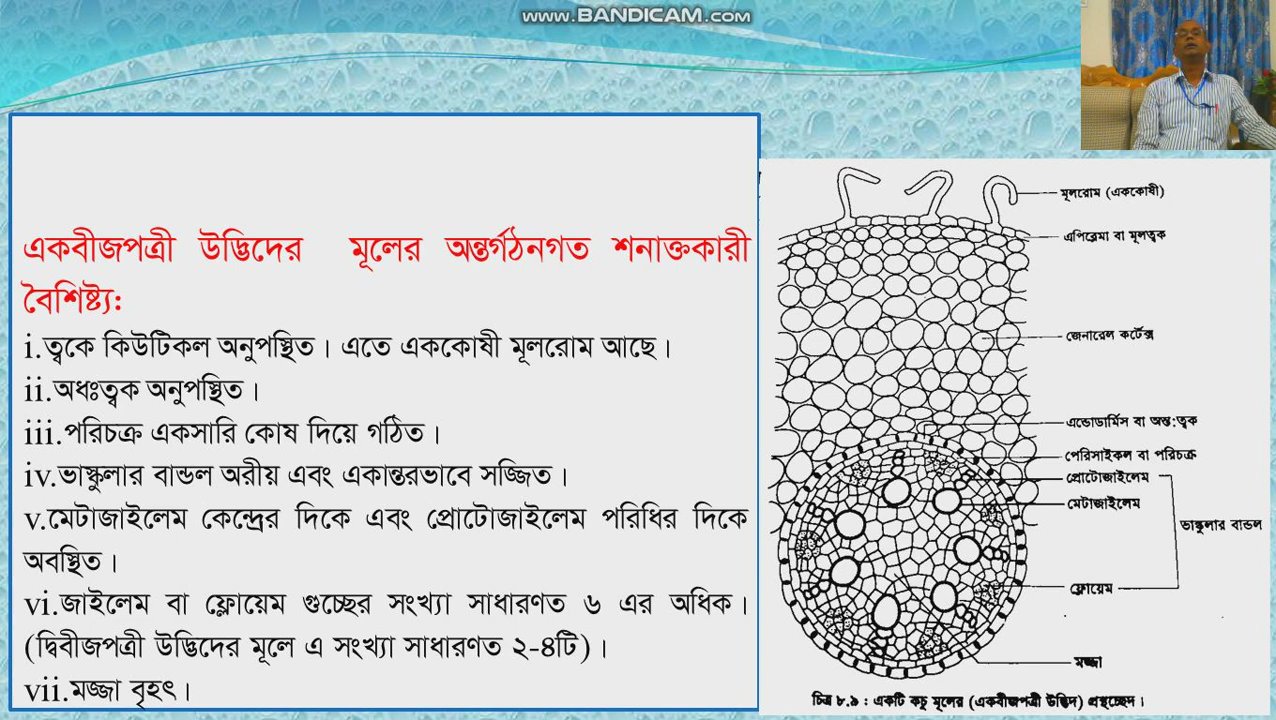 WWW.BANDICAM.COM
একবীজপত্রী উদ্ভিদের মূলের অন্তর্গঠনগত শনাক্তকারী
বৈশিষ্ট্য:
i.ত্বকে কিউটিকল অনুপস্থিত। এতে এককোষী মূলরোম আছে।
ii.অধঃত্বক অনুপস্থিত।
iii.পরিচক্র একসারি কোষ দিয়ে গঠিত।
iv.ভাস্কুলার বান্ডল অরীয় এবং একান্তরভাবে সজ্জিত।
v.মেটাজাইলেম কেন্দ্রের দিকে এবং প্রোটোজাইলেম পরিধির দিকে
অবস্থিত।
vi.জাইলেম বা ফ্লোয়েম গুচ্ছের সংখ্যা সাধারণত ৬ এর অধিক।
(দ্বিবীজপত্রী উদ্ভিদের মূলে এ সংখ্যা সাধারণত ২-৪টি)।
vii.মজ্জা বৃহৎ।
মূলরোম (এককোষী)
এপিব্লেমা বা মূলত্বক
জেনারেল কর্টেক্স
এন্ডোডার্মিস বা অন্ত:ত্বক
পেরিসাইকল বা পরিচক্র
প্রোটোজাইলেম
মেটাজাইলেম
ভাস্কুলার বান্ডল
ফ্লোয়েম
মজ্জা
চিত্র ৮.৯ : একটি কচু মূলের (একবীজপত্রী উদ্ভিদ) প্রস্থচ্ছেদ।